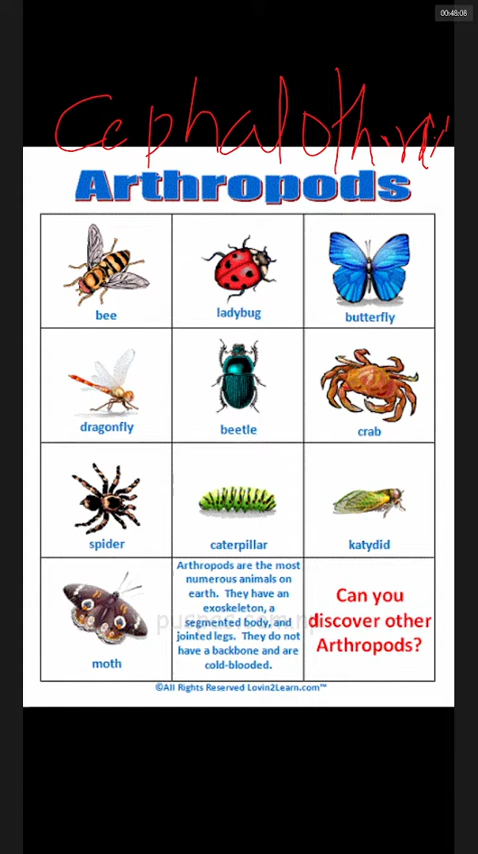 00:48:08
Arthropods
bee
ladybug
butterfly
dragonfly
beetle
crab
spider
caterpillar
katydid
moth
Arthropods are the most
numerous animals on
earth. They have an
exoskeleton, a
segmented body, and
jointed legs. They do not
have a backbone and are
cold-blooded.
Can you
discover other
Arthropods?
©All Rights Reserved Lovin2Learn.com™